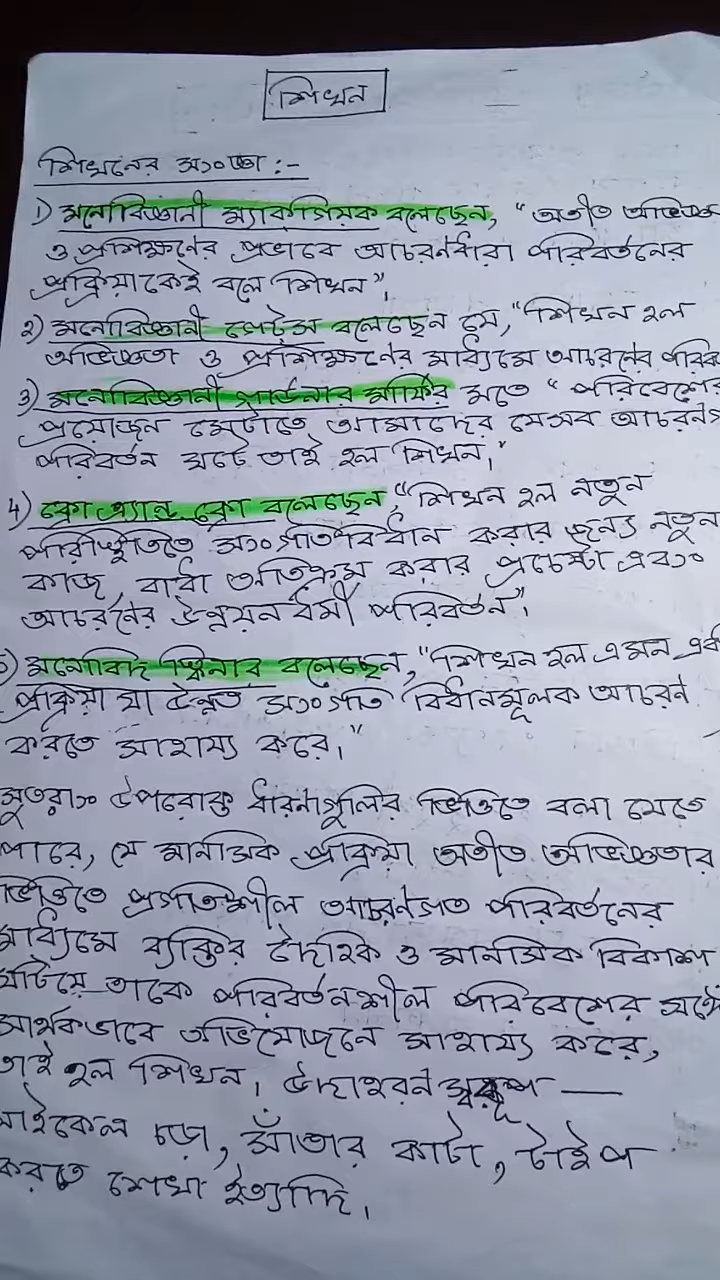 শিখন
শিখনের সংজ্ঞা :-
১) মনোবিজ্ঞানী ম্যাকগিয়ক বলেছেন, “অতীত অভিজ্ঞতা
ও প্রশিক্ষণের প্রভাবে আচরণধারা পরিবর্তনের
প্রক্রিয়াকেই বলে শিখন”।
২) মনোবিজ্ঞানী গেটস বলেছেন যে, “শিখন হল
অভিজ্ঞতা ও প্রশিক্ষণের মাধ্যমে আচরণের
3) মনোবিজ্ঞানী গার্ডনার মার্ফির মতে “পরিবেশের
প্রয়োজন মেটাতে আমাদের যেসব আচরণগত
পরিবর্তন ঘটে তাই হল শিখন।”
4) ক্রো এ্যান্ড ক্রো বলেছেন, “শিখন হল নতুন
পরিস্থিতিতে সংগতিবিধান করার জন্য নতুন
কাজ, বাধা অতিক্রম করার প্রচেষ্টা এবং
আচরণের উন্নয়নধর্মী পরিবর্তন”।
মনোবিদ স্কিনার বলেছেন, “শিখন হল এমন
প্রক্রিয়া যা উন্নত সংগতি বিধানমূলক আচরণ
করতে সাহায্য করে।”
সুতরাং উপরোক্ত ধারনাগুলির ভিত্তিতে বলা যেতে
পারে, যে মানসিক প্রক্রিয়া অতীত অভিজ্ঞতার
ভিত্তিতে প্রগতিশীল আচরণগত পরিবর্তনের
মাধ্যমে ব্যক্তির দৈহিক ও মানসিক বিকাশ
ঘটিয়ে তাকে পরিবর্তনশীল পরিবেশের সঙ্গে
সার্থকভাবে অভিযোজনে সাহায্য করে,
তাই হল শিখন। উদাহরণ স্বরূপ —
সাইকেল চড়া, সাঁতার কাটা, টাইপ
করতে শেখা ইত্যাদি।